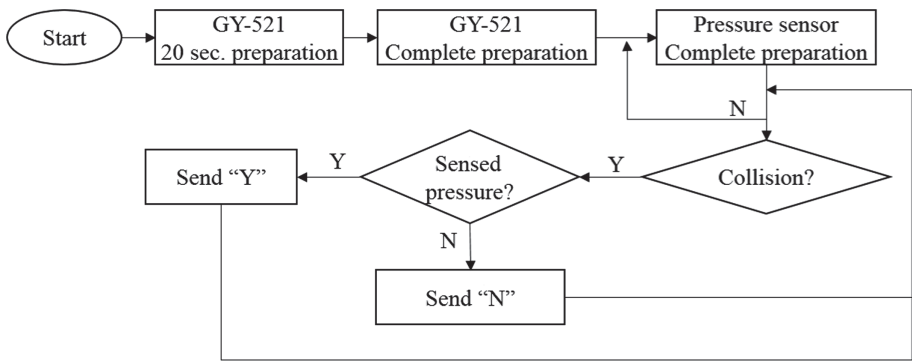 Start
GY-521
20 sec. preparation
GY-521
Complete preparation
Pressure sensor
Complete preparation
N
Collision?
Y
Sensed
pressure?
Y
Send “Y”
N
Send “N”